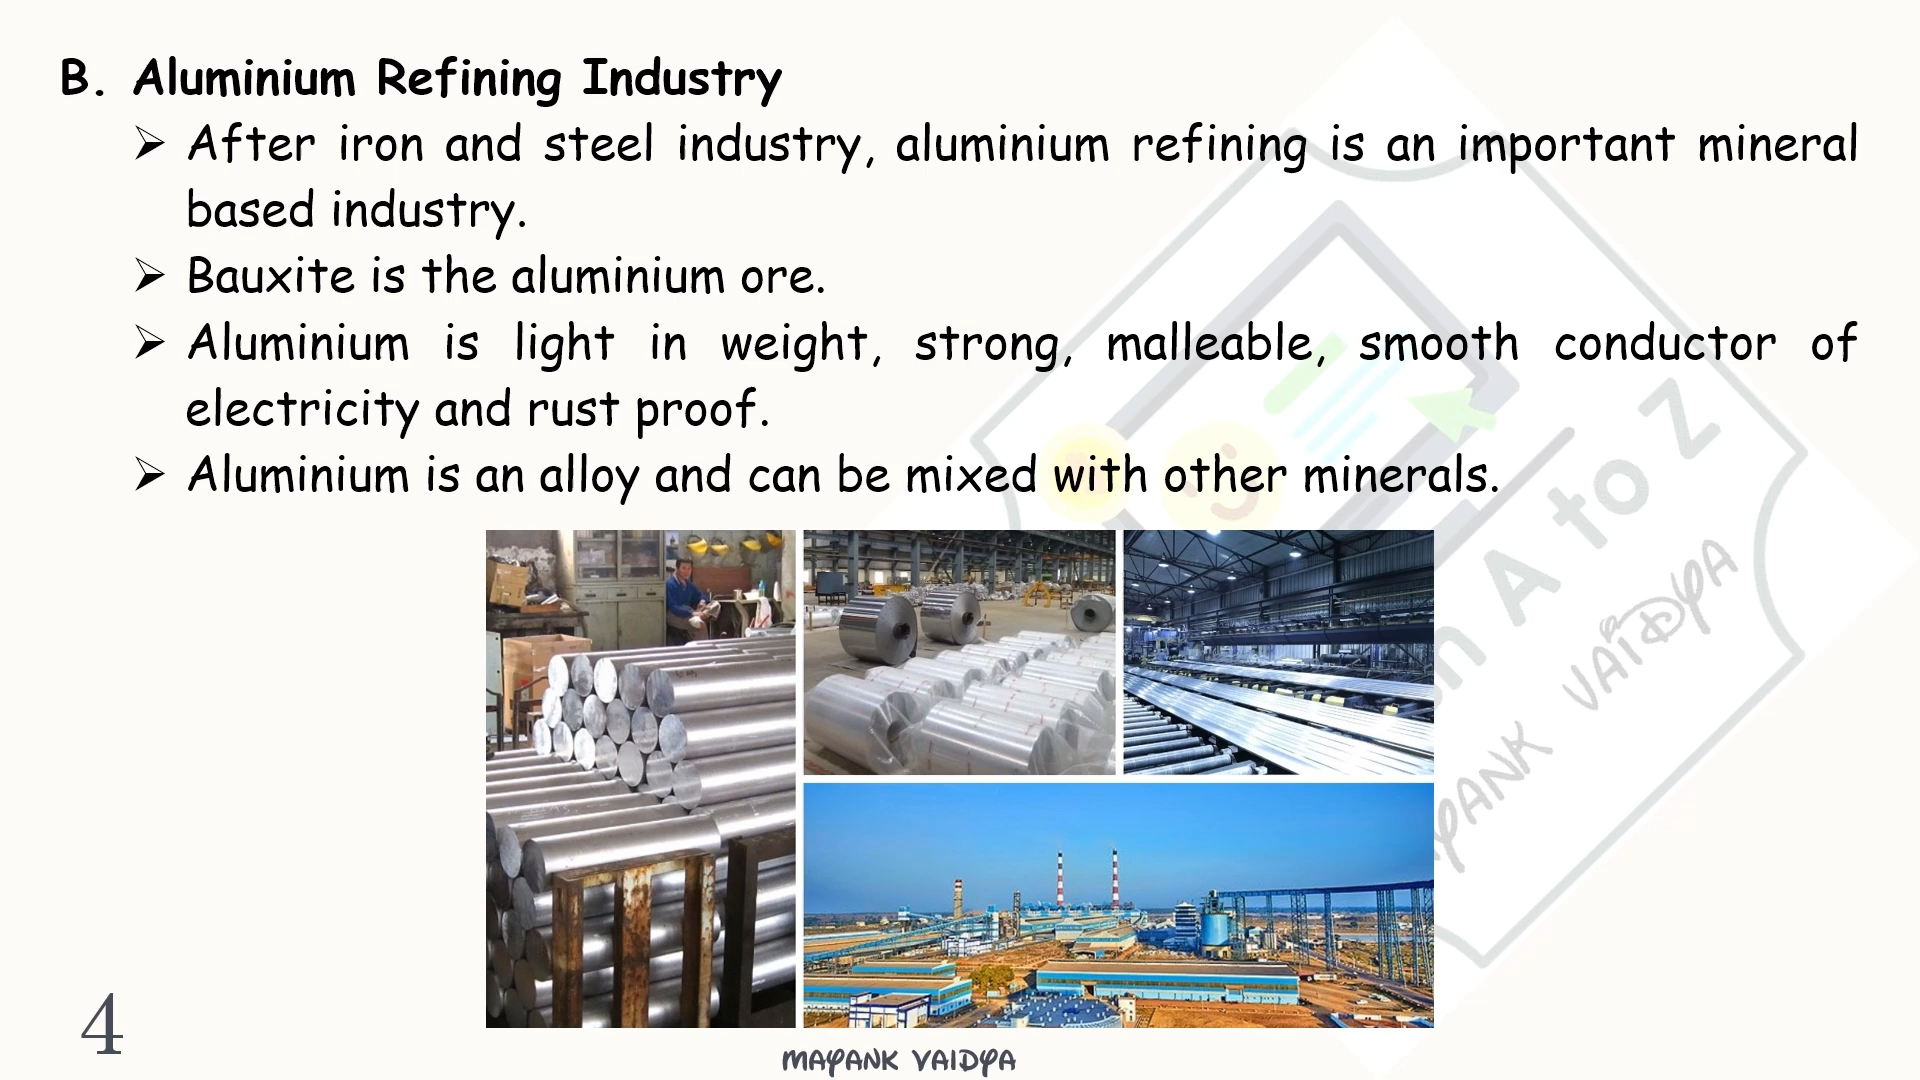 B. Aluminium Refining Industry
➢ After iron and steel industry, aluminium refining is an important mineral
based industry.
➢ Bauxite is the aluminium ore.
➢ Aluminium is light in weight, strong, malleable, smooth conductor of
electricity and rust proof.
➢ Aluminium is an alloy and can be mixed with other minerals.
A to Z
VAIDYA
4
MAYANK VAIDYA